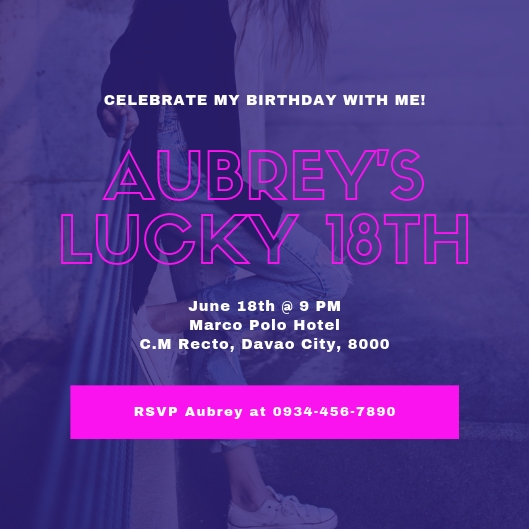 CELEBRATE MY BIRTHDAY WITH ME!
AUBREY'S
LUCKY 18TH
June 18th @ 9 PM
Marco Polo Hotel
C.M Recto, Davao City, 8000
RSVP Aubrey at 0934-456-7890